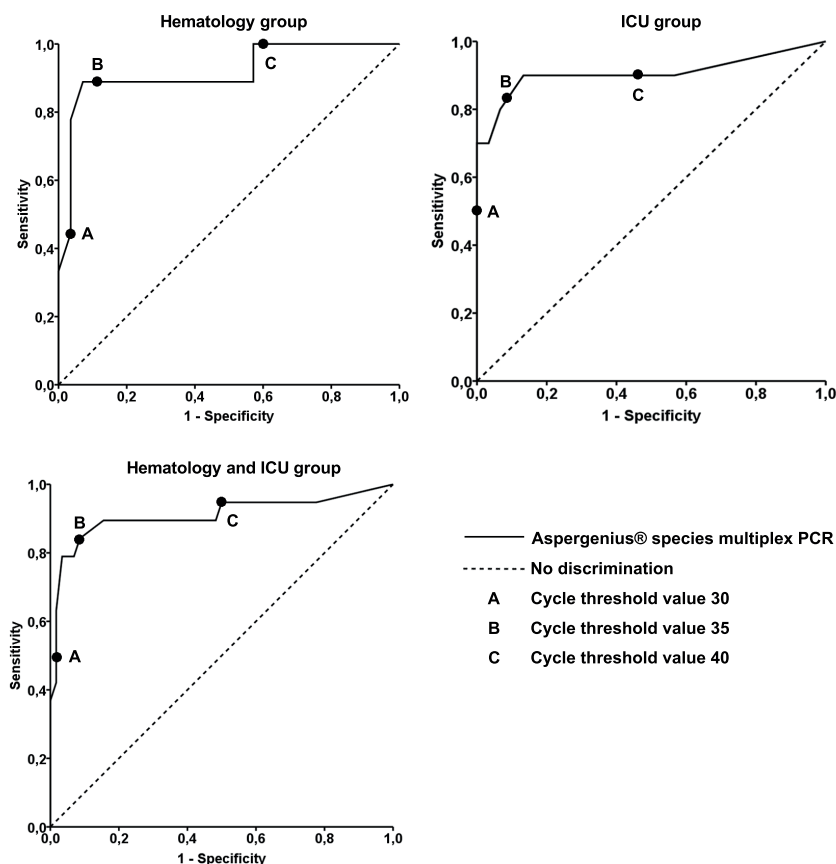 Hematology group
1,0
0,8
0,6
0,4
0,2
0,0
Sensitivity
A
B
C
0,0 0,2 0,4 0,6 0,8 1,0
1 - Specificity
ICU group
1,0
0,8
0,6
0,4
0,2
0,0
Sensitivity
A
B
C
0,0 0,2 0,4 0,6 0,8 1,0
1 - Specificity
Hematology and ICU group
1,0
0,8
0,6
0,4
0,2
0,0
Sensitivity
A
B
C
0,0 0,2 0,4 0,6 0,8 1,0
1 - Specificity
Aspergenius® species multiplex PCR
No discrimination
A Cycle threshold value 30
B Cycle threshold value 35
C Cycle threshold value 40